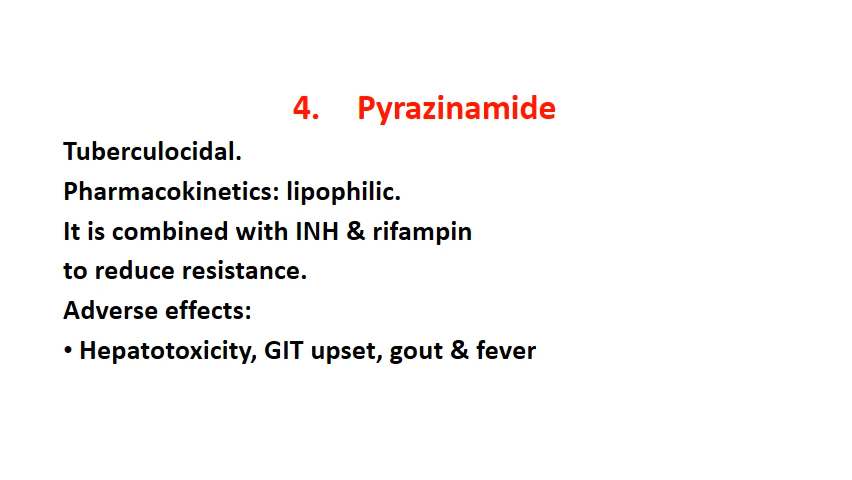 4. Pyrazinamide
Tuberculocidal.
Pharmacokinetics: lipophilic.
It is combined with INH & rifampin
to reduce resistance.
Adverse effects:
• Hepatotoxicity, GIT upset, gout & fever